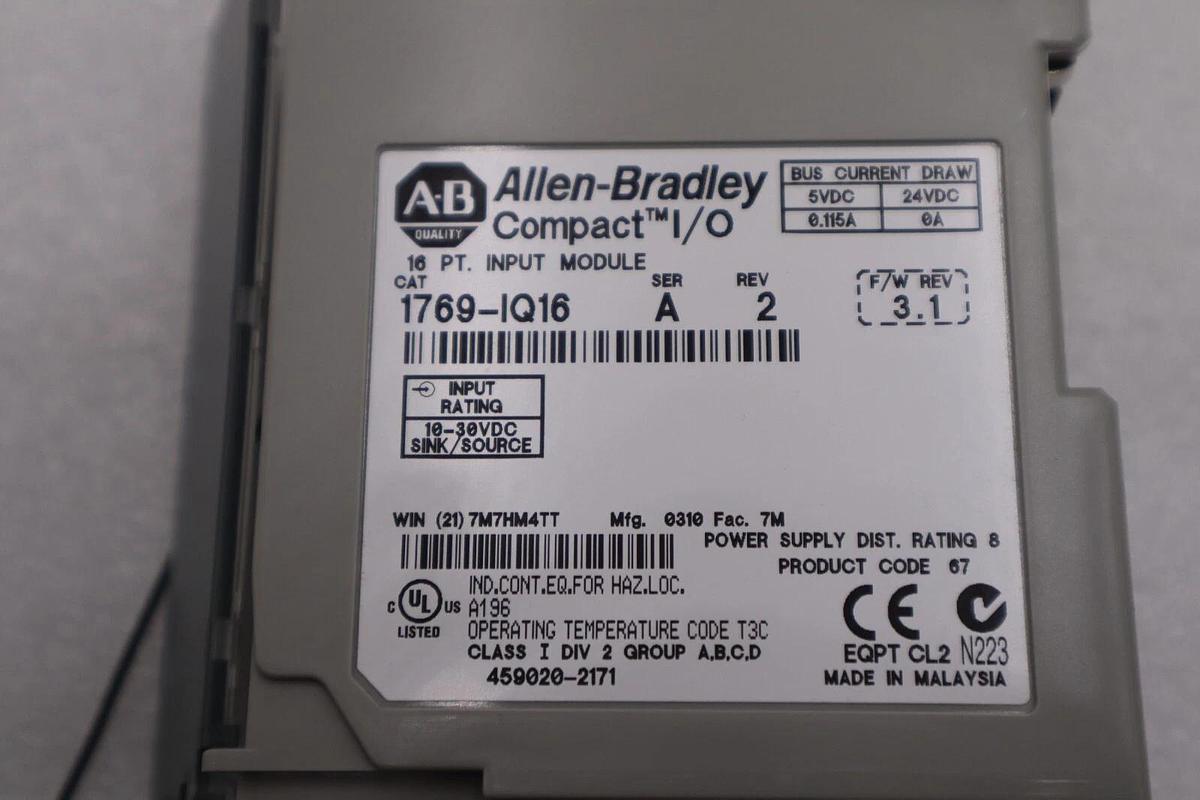 A-B
QUALITY
Allen-Bradley
Compact™ I/O
BUS CURRENT DRAW
5VDC 24VDC
0.115A 0A
16 PT. INPUT MODULE
CAT SER REV
1769-IQ16 A 2
F/W REV
3.1
INPUT
RATING
10-30VDC
SINK/SOURCE
WIN (21) 7M7HM4TT Mfg. 0310 Fac. 7M
POWER SUPPLY DIST. RATING 8
PRODUCT CODE 67
C UL US
LISTED
IND.CONT.EQ.FOR HAZ.LOC.
A196
OPERATING TEMPERATURE CODE T3C
CLASS I DIV 2 GROUP A,B,C,D
459020-2171
CE
EQPT CL2 N223
MADE IN MALAYSIA